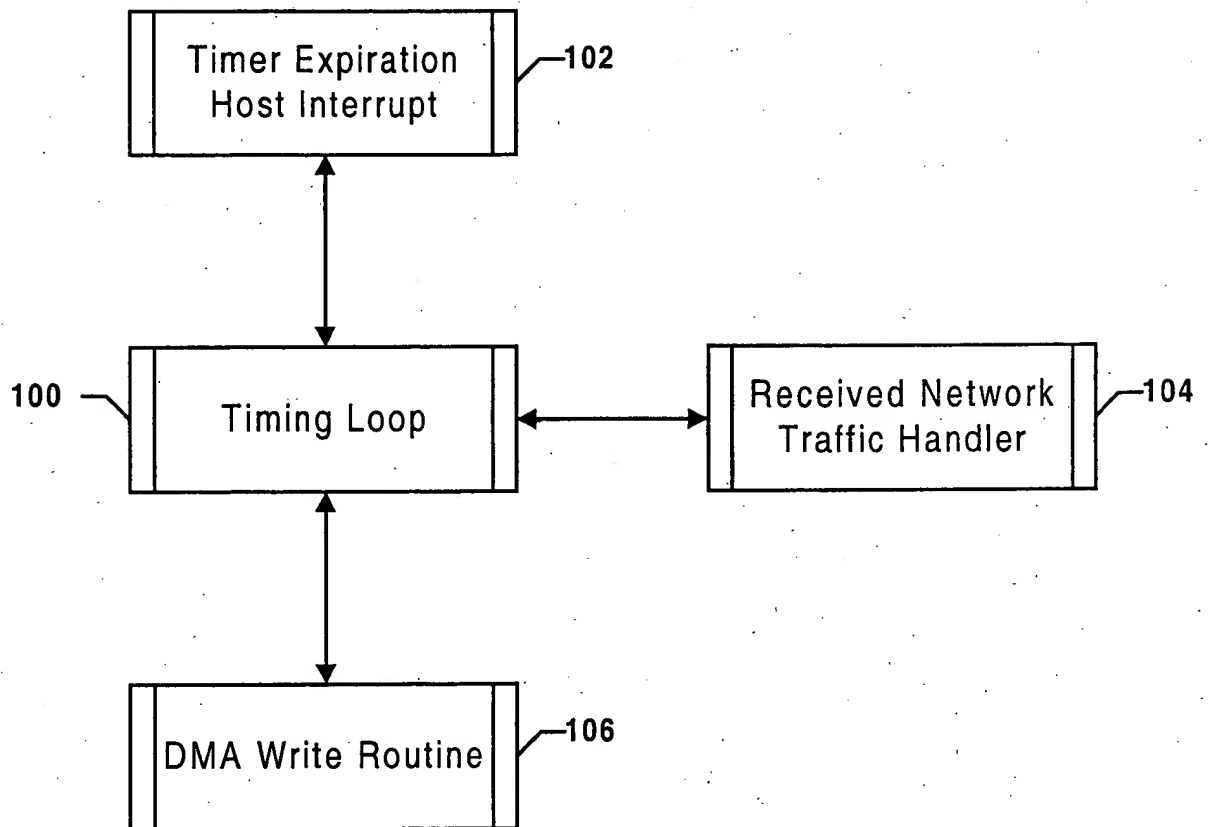 Timer Expiration
Host Interrupt
102
100
Timing Loop
Received Network
Traffic Handler
104
DMA Write Routine
106